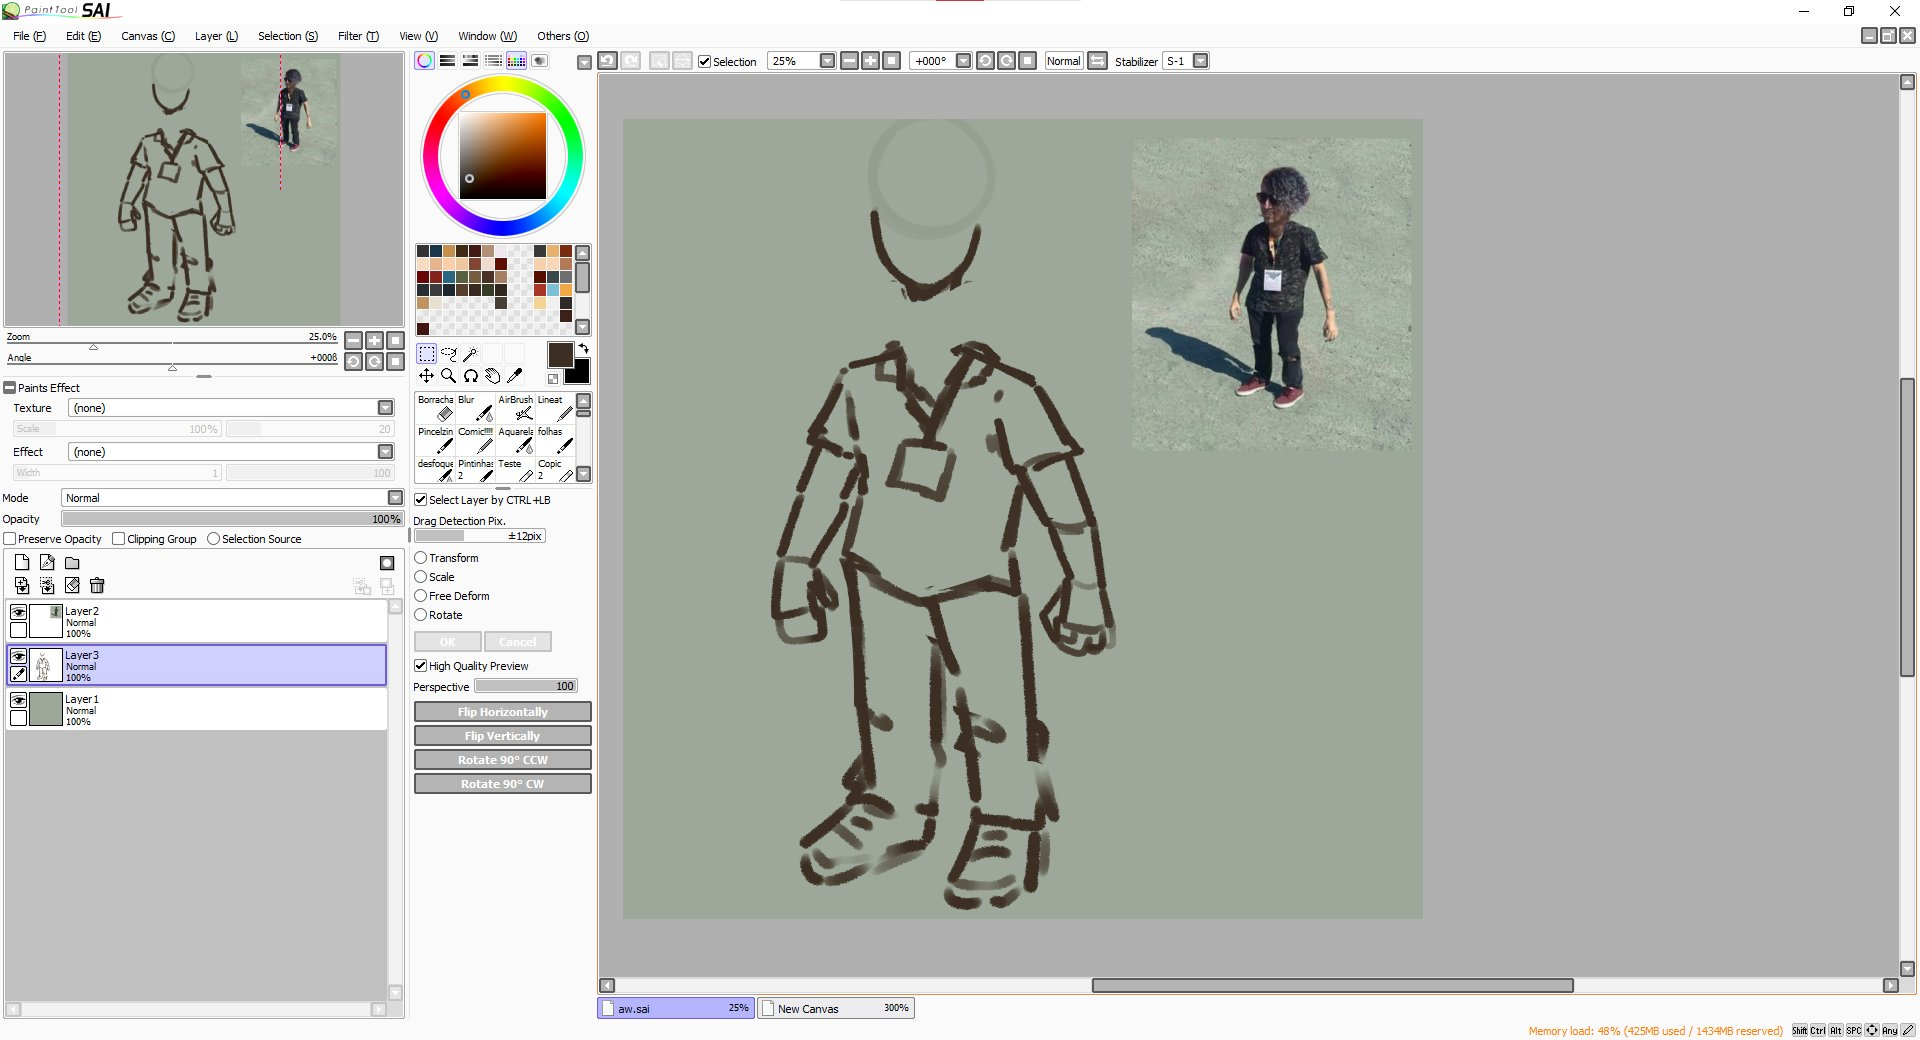 PaintTool SAI
File (F) Edit (E) Canvas (C) Layer (L) Selection (S) Filter (T) View (V) Window (W) Others (O)
Selection 25% +000° Normal Stabilizer S-1
Zoom 25.0%
Angle +000ß
Paints Effect
Texture (none)
Scale 100% 20
Effect (none)
Width 1 100
Mode Normal
Opacity 100%
Preserve Opacity Clipping Group Selection Source
Layer2
Normal
100%
Layer3
Normal
100%
Layer1
Normal
100%
Borracha Blur AirBrush Lineat
Pincelzin Comic!!!! Aquarela folhas
desfoque Pintinhas 2 Teste Copic 2
Select Layer by CTRL+LB
Drag Detection Pix.
±12pix
Transform
Scale
Free Deform
Rotate
OK Cancel
High Quality Preview
Perspective 100
Flip Horizontally
Flip Vertically
Rotate 90° CCW
Rotate 90° CW
aw.sai 25% New Canvas 300%
Memory load: 48% (425MB used / 1434MB reserved) Shift Ctrl Alt SPC Any